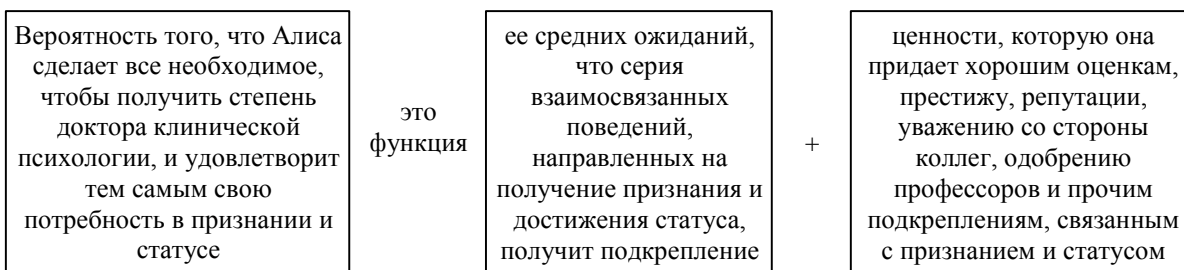 Вероятность того, что Алиса
сделает все необходимое,
чтобы получить степень
доктора клинической
психологии, и удовлетворит
тем самым свою
потребность в признании и
статусе
это
функция
ее средних ожиданий,
что серия
взаимосвязанных
поведений,
направленных на
получение признания и
достижения статуса,
получит подкрепление
+
ценности, которую она
придает хорошим оценкам,
престижу, репутации,
уважению со стороны
коллег, одобрению
профессоров и прочим
подкреплениям, связанным
с признанием и статусом